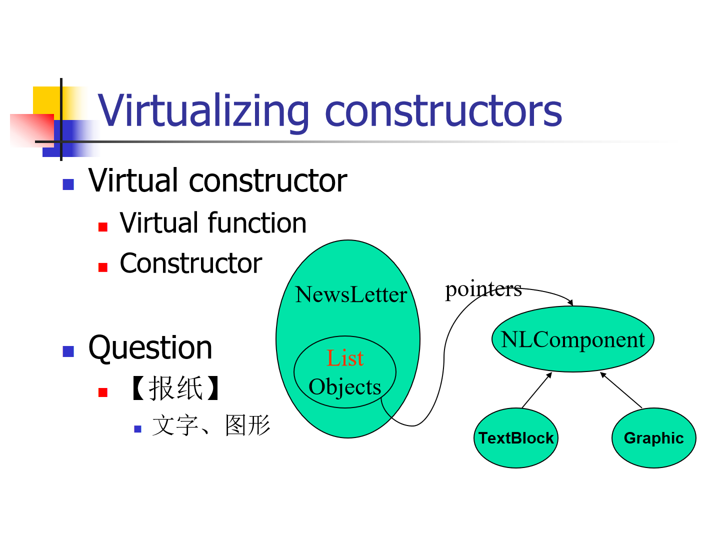 Virtualizing constructors
Virtual constructor
Virtual function
Constructor
Question
【报纸】
文字、图形
NewsLetter
List
Objects
pointers
NLComponent
TextBlock
Graphic